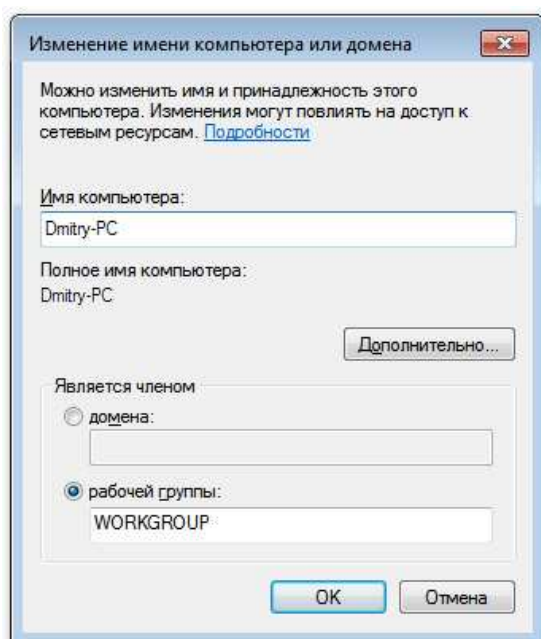 Изменение имени компьютера или домена
Можно изменить имя и принадлежность этого
компьютера. Изменения могут повлиять на доступ к
сетевым ресурсам. Подробности
Имя компьютера:
Dmitry-PC
Полное имя компьютера:
Dmitry-PC
Дополнительно...
Является членом
домена:
рабочей группы:
WORKGROUP
OK
Отмена